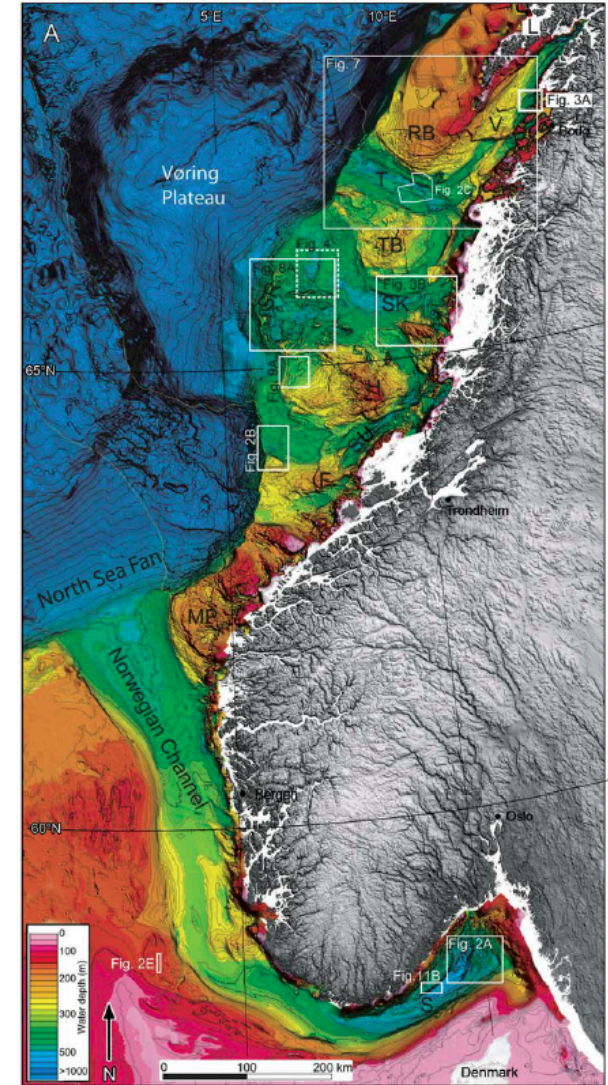 A
5°E
10°E
L
Fig. 7
Fig. 3A
V
RB
Vøring
Plateau
T
Fig. 2C
TB
Fig. 8A
Fig. 3B
SK
65°N
Fig. 2B
F
Trondheim
North Sea Fan
MP
Norwegian Channel
Bergen
60°N
Oslo
0
100
200
300
500
>1000
Water depth (m)
Fig. 2E
Fig. 2A
Fig.11B
S
N
0 100 200 km
Denmark